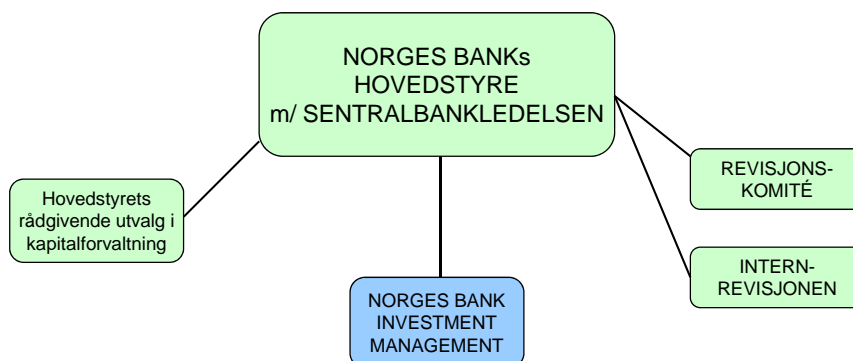 NORGES BANKs
HOVEDSTYRE
m/ SENTRALBANKLEDELSEN
Hovedstyrets
rådgivende utvalg i
kapitalforvaltning
REVISJONS-
KOMITÉ
INTERN-
REVISJONEN
NORGES BANK
INVESTMENT
MANAGEMENT